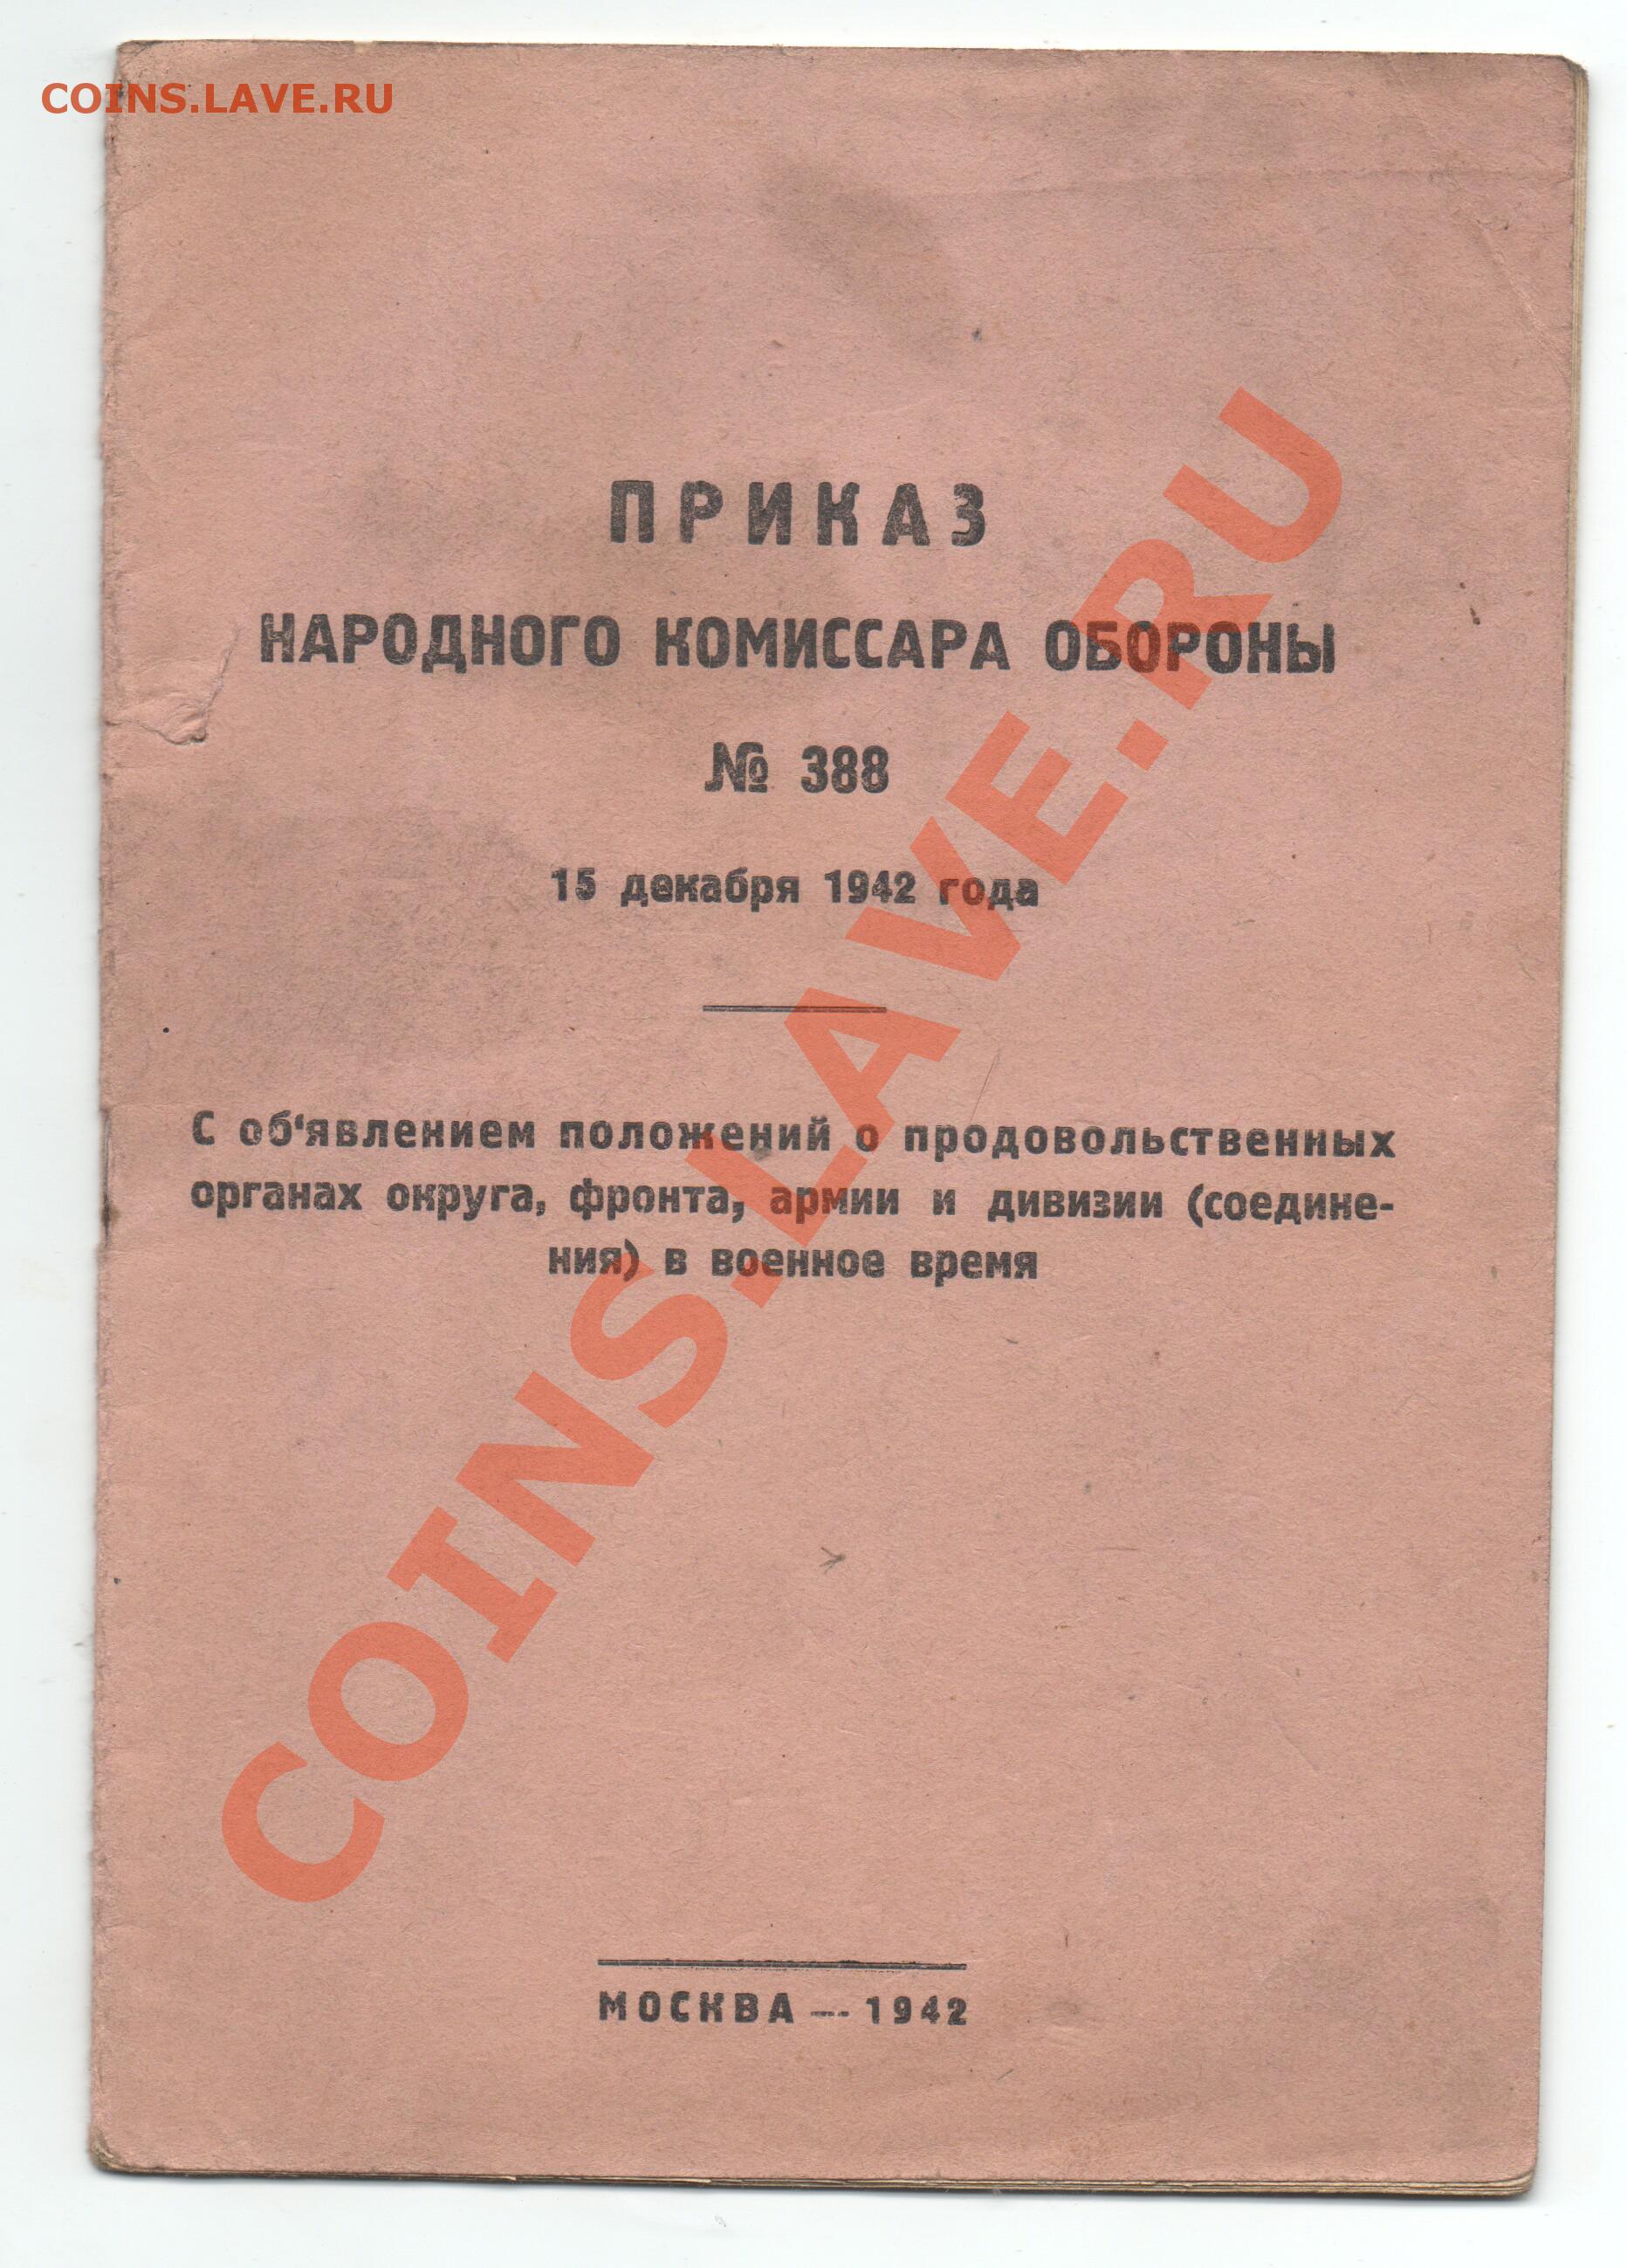 COINS.LAVE.RU
ПРИКАЗ
НАРОДНОГО КОМИССАРА ОБОРОНЫ
№ 388
15 декабря 1942 года
С об'явлением положений о продовольственных
органах округа, фронта, армии и дивизии (соедине-
ния) в военное время
COINS.LAVE.RU
МОСКВА — 1942